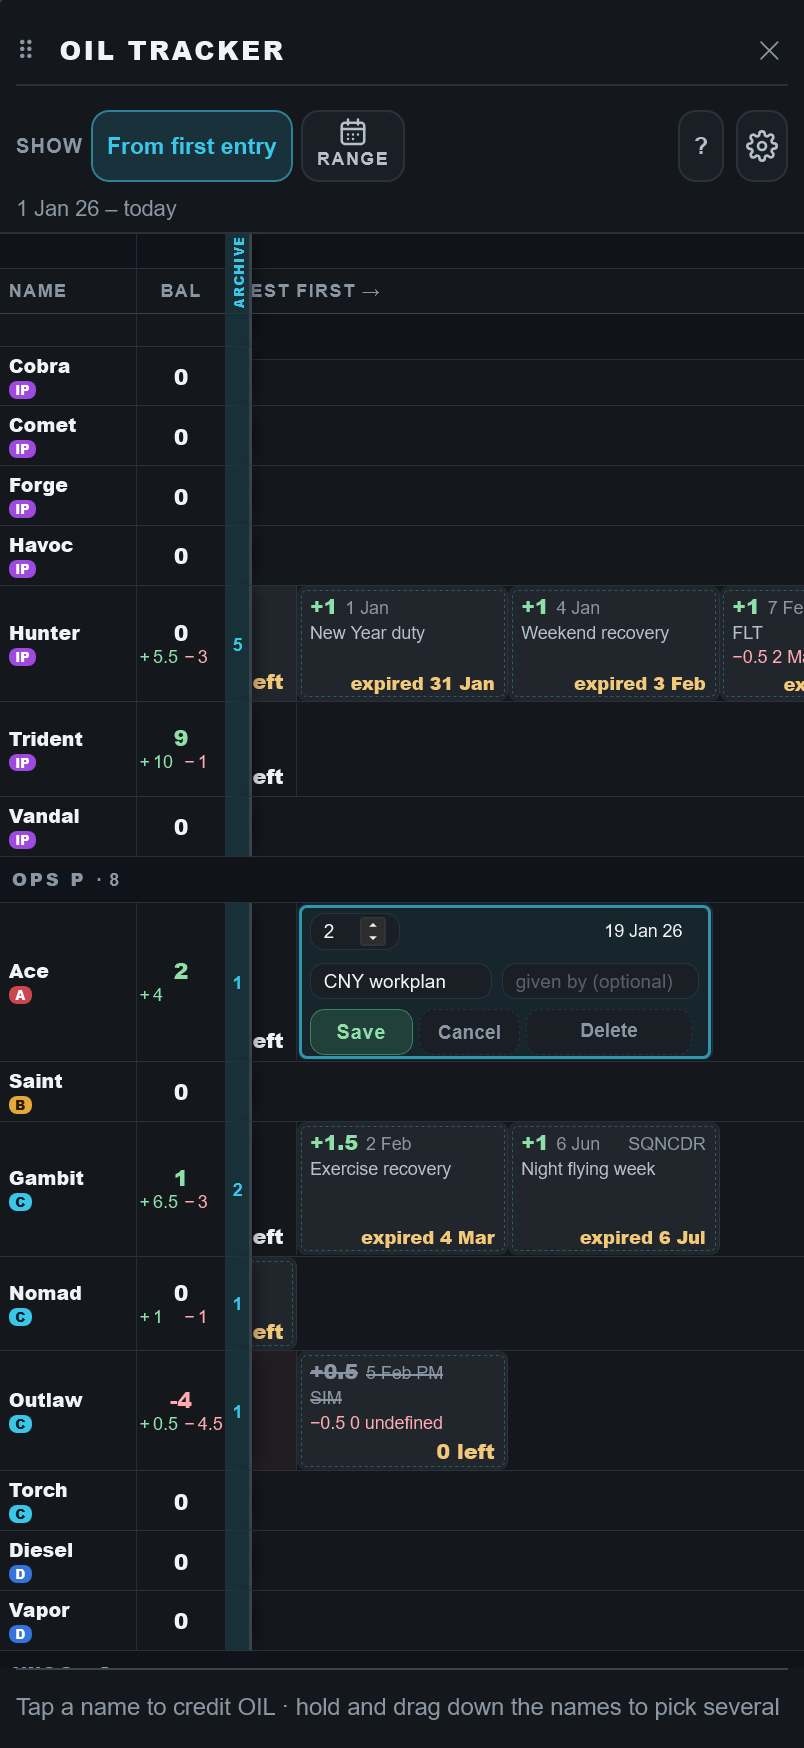 OIL TRACKER
SHOW From first entry RANGE ?
1 Jan 26 – today
NAME BAL ARCHIVE EST FIRST →
Cobra
IP
0
Comet
IP
0
Forge
IP
0
Havoc
IP
0
Hunter
IP
0
+5.5 −3
5
eft
+1 1 Jan
New Year duty
expired 31 Jan
+1 4 Jan
Weekend recovery
expired 3 Feb
+1 7 Fe
FLT
−0.5 2 Ma
ex
Trident
IP
9
+10 −1
eft
Vandal
IP
0
OPS P · 8
Ace
A
2
+4
1
eft
2
19 Jan 26
CNY workplan
given by (optional)
Save Cancel Delete
Saint
B
0
Gambit
C
1
+6.5 −3
2
eft
+1.5 2 Feb
Exercise recovery
expired 4 Mar
+1 6 Jun SQNCDR
Night flying week
expired 6 Jul
Nomad
C
0
+1 −1
1
eft
Outlaw
C
-4
+0.5 −4.5
1
+0.5 5 Feb PM
SIM
−0.5 0 undefined
0 left
Torch
C
0
Diesel
D
0
Vapor
D
0
Tap a name to credit OIL · hold and drag down the names to pick several